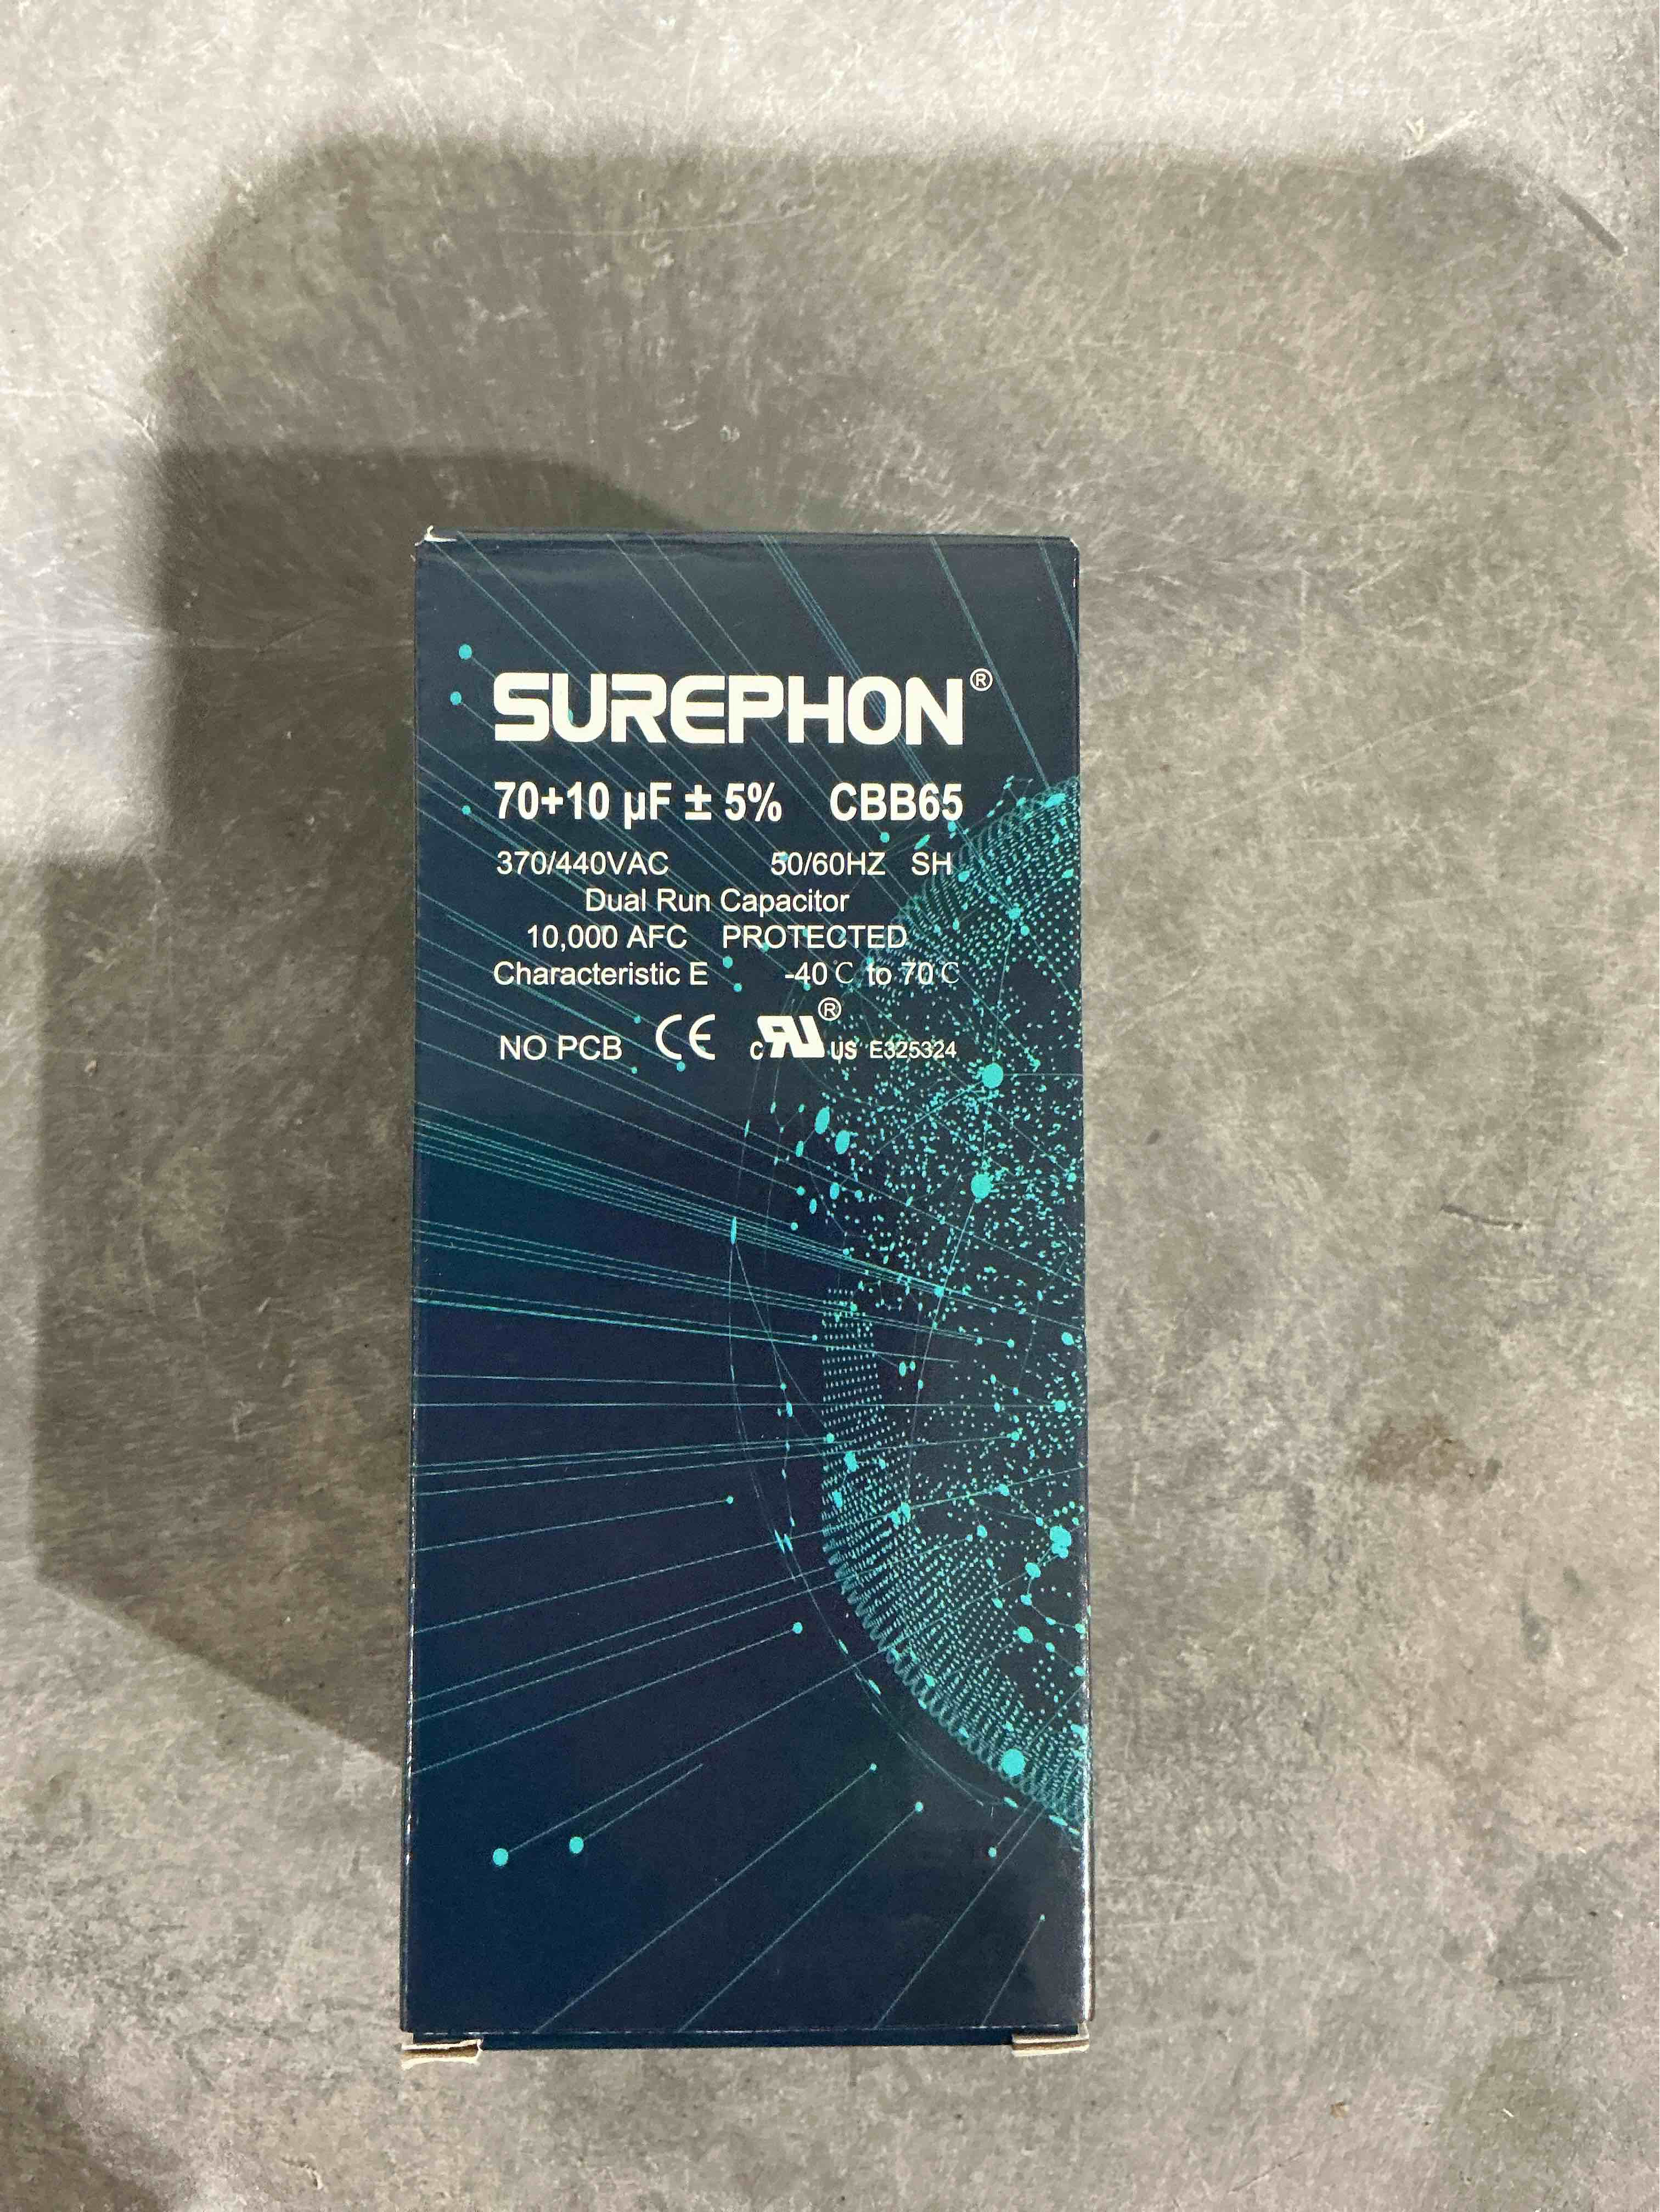 SUREPHON®
70+10 µF ± 5% CBB65
370/440VAC 50/60HZ SH
Dual Run Capacitor
10,000 AFC PROTECTED
Characteristic E -40℃ to 70℃
NO PCB CE c RU ® US E325324